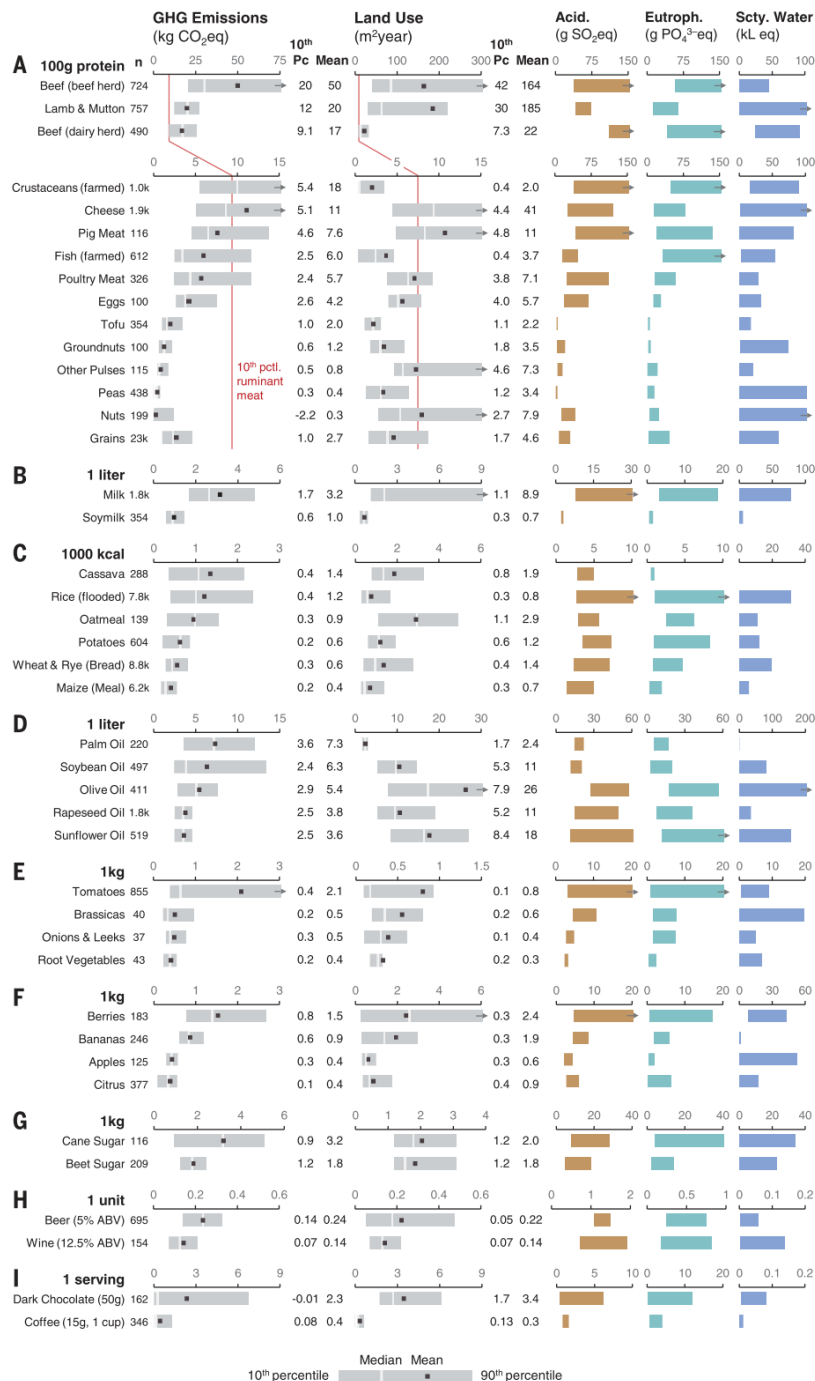 GHG Emissions Land Use Acid. Eutroph. Scty. Water
(kg CO₂eq) (m²year) (g SO₂eq) (g PO₄³⁻eq) (kL eq)
A 100g protein n 0 25 50 75 10th Pc Mean 0 100 200 300 10th Pc Mean 75 150 0 75 150 0 50 100
Beef (beef herd) 724 20 50 42 164
Lamb & Mutton 757 12 20 30 185
Beef (dairy herd) 490 9.1 17 7.3 22
0 5 10 15 0 50 100 150 75 150 0 75 150 0 50 100
Crustaceans (farmed) 1.0k 5.4 18 0.4 2.0
Cheese 1.9k 5.1 11 4.4 41
Pig Meat 116 4.6 7.6 4.8 11
Fish (farmed) 612 2.5 6.0 0.4 3.7
Poultry Meat 326 2.4 5.7 3.8 7.1
Eggs 100 2.6 4.2 4.0 5.7
Tofu 354 1.0 2.0 1.1 2.2
Groundnuts 100 0.6 1.2 1.8 3.5
Other Pulses 115 10th pctl. ruminant meat 0.5 0.8 4.6 7.3
Peas 438 0.3 0.4 1.2 3.4
Nuts 199 -2.2 0.3 2.7 7.9
Grains 23k 1.0 2.7 1.7 4.6
B 1 liter 0 3 6 9 0 15 30 0 10 20 0 50 100
Milk 1.8k 1.7 3.2 1.1 8.9
Soymilk 354 0.6 1.0 0.3 0.7
C 1000 kcal 0 1 2 3 0 2 4 6 0 5 10 0 5 10 0 20 40
Cassava 288 0.4 1.4 0.8 1.9
Rice (flooded) 7.8k 0.4 1.2 0.3 0.8
Oatmeal 139 0.3 0.9 1.1 2.9
Potatoes 604 0.2 0.6 0.6 1.2
Wheat & Rye (Bread) 8.8k 0.3 0.6 0.4 1.4
Maize (Meal) 6.2k 0.2 0.4 0.3 0.7
D 1 liter 0 5 10 15 0 10 20 30 0 30 60 0 30 60 0 100 200
Palm Oil 220 3.6 7.3 1.7 2.4
Soybean Oil 497 2.4 6.3 5.3 11
Olive Oil 411 2.9 5.4 7.9 26
Rapeseed Oil 1.8k 2.5 3.8 5.2 11
Sunflower Oil 519 2.5 3.6 8.4 18
E 1kg 0 1 2 3 0 0.5 1 1.5 0 10 20 0 10 20 0 10 20
Tomatoes 855 0.4 2.1 0.1 0.8
Brassicas 40 0.2 0.5 0.2 0.6
Onions & Leeks 37 0.3 0.5 0.1 0.4
Root Vegetables 43 0.2 0.4 0.2 0.3
F 1kg 0 1 2 3 0 2 4 6 0 10 20 0 10 20 0 30 60
Berries 183 0.8 1.5 0.3 2.4
Bananas 246 0.6 0.9 0.3 1.9
Apples 125 0.3 0.4 0.3 0.6
Citrus 377 0.1 0.4 0.4 0.9
G 1kg 0 2 4 6 0 1 2 3 4 0 20 40 0 20 40 0 20 40
Cane Sugar 116 0.9 3.2 1.2 2.0
Beet Sugar 209 1.2 1.8 1.2 1.8
H 1 unit 0 0.2 0.4 0.6 0 0.2 0.4 0.6 0 1 2 0 0.5 1 0 0.1 0.2
Beer (5% ABV) 695 0.14 0.24 0.05 0.22
Wine (12.5% ABV) 154 0.07 0.14 0.07 0.14
I 1 serving 0 3 6 9 0 3 6 9 0 5 10 0 20 40 0 0.1 0.2
Dark Chocolate (50g) 162 -0.01 2.3 1.7 3.4
Coffee (15g, 1 cup) 346 0.08 0.4 0.13 0.3
Median Mean
10th percentile 90th percentile